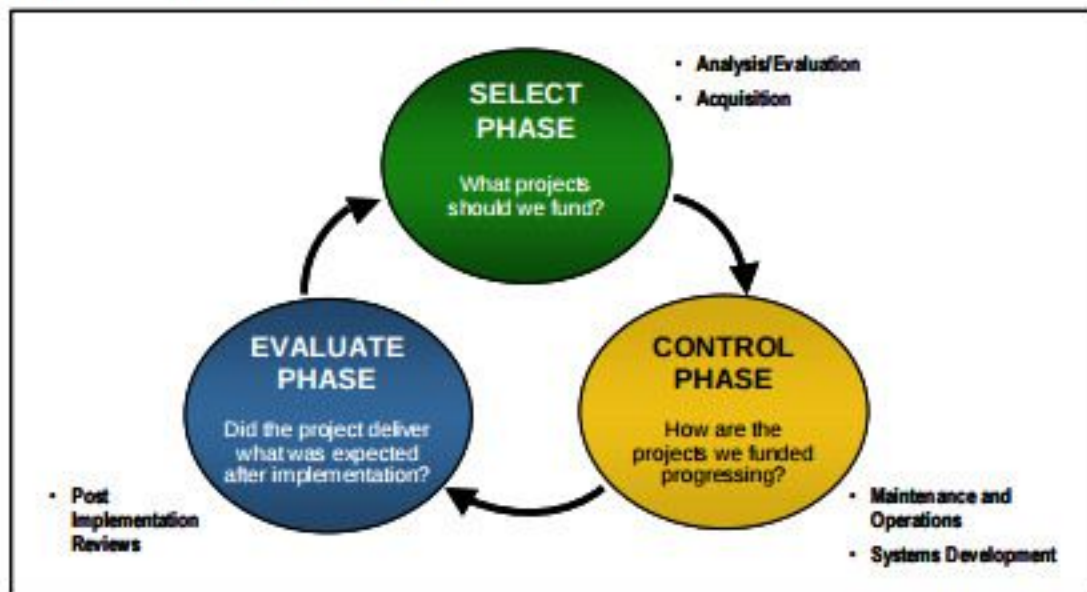 SELECT
PHASE
What projects
should we fund?
• Analysis/Evaluation
• Acquisition
EVALUATE
PHASE
Did the project deliver
what was expected
after implementation?
CONTROL
PHASE
How are the
projects we funded
progressing?
• Post
Implementation
Reviews
• Maintenance and
Operations
• Systems Development